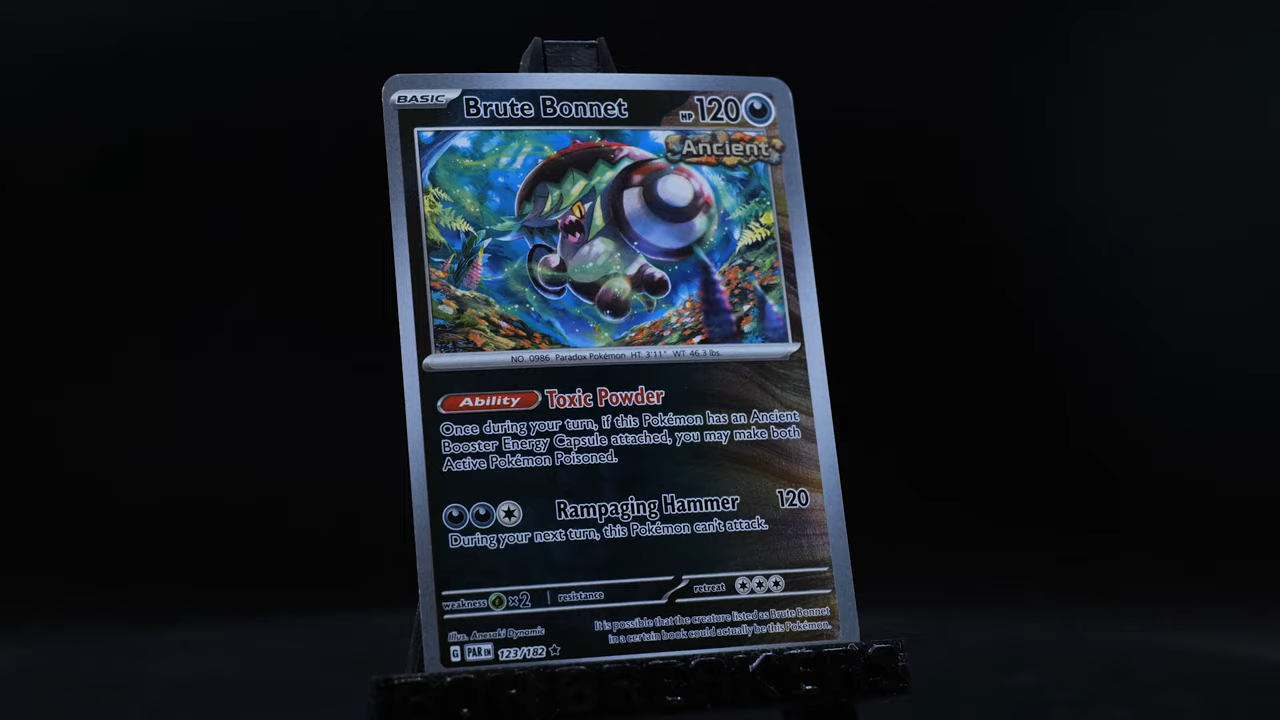 BASIC Brute Bonnet HP 120
Ancient
NO. 0986 Paradox Pokémon HT. 3'11" WT. 46.3 lbs.
Ability Toxic Powder
Once during your turn, if this Pokémon has an Ancient
Booster Energy Capsule attached, you may make both
Active Pokémon Poisoned.
Rampaging Hammer 120
During your next turn, this Pokémon can't attack.
weakness ×2 resistance retreat
Illus. Anesaki Dynamic
It is possible that the creature listed as Brute Bonnet
in a certain book could actually be this Pokémon.
G PAR EN 123/182